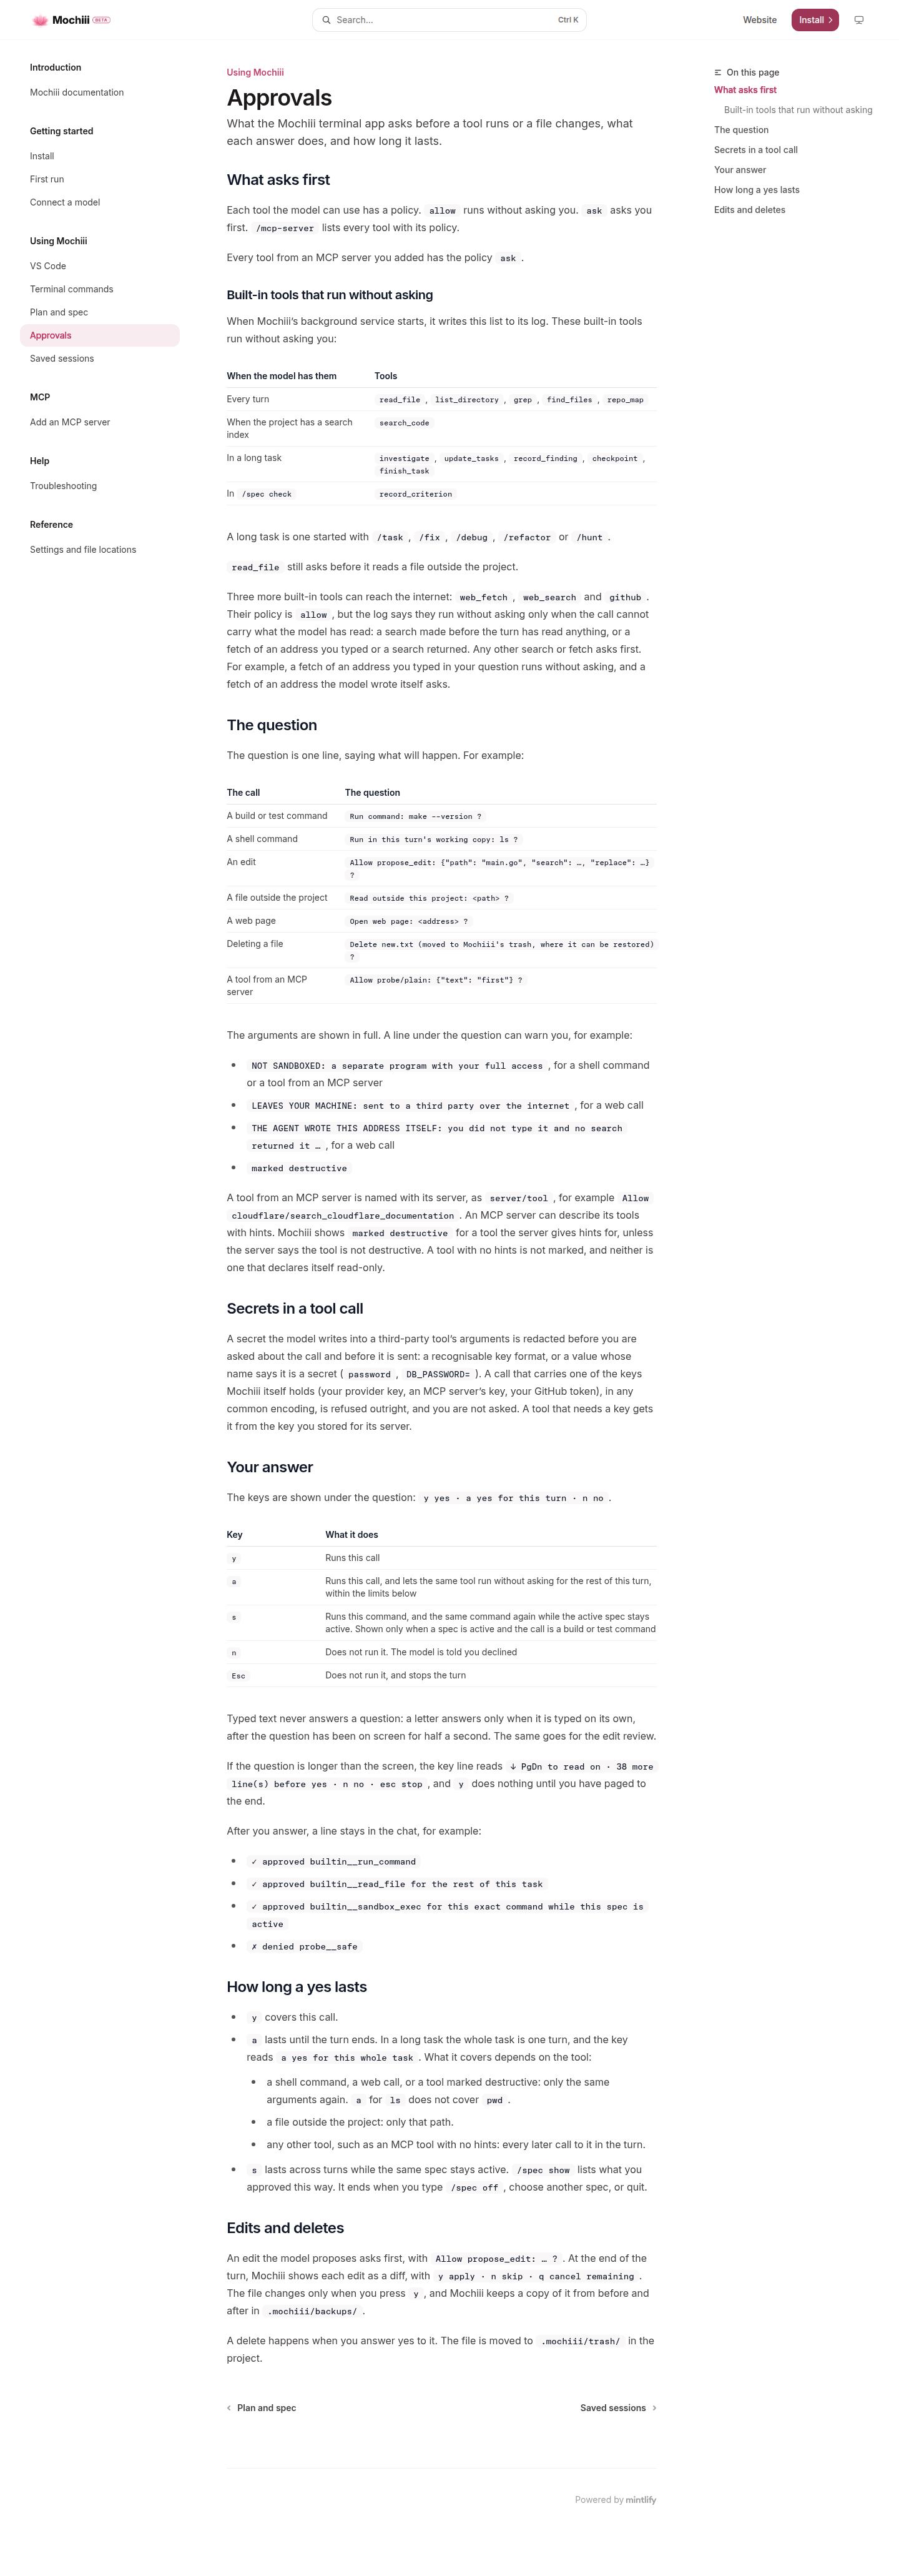 Mochiii BETA
Search...
Ctrl K
Website
Install
Introduction
Mochiii documentation
Getting started
Install
First run
Connect a model
Using Mochiii
VS Code
Terminal commands
Plan and spec
Approvals
Saved sessions
MCP
Add an MCP server
Help
Troubleshooting
Reference
Settings and file locations
Using Mochiii
Approvals
What the Mochiii terminal app asks before a tool runs or a file changes, what
each answer does, and how long it lasts.
What asks first
Each tool the model can use has a policy. allow runs without asking you. ask asks you
first. /mcp-server lists every tool with its policy.
Every tool from an MCP server you added has the policy ask .
Built-in tools that run without asking
When Mochiii’s background service starts, it writes this list to its log. These built-in tools
run without asking you:
When the model has them Tools
Every turn read_file , list_directory , grep , find_files , repo_map
When the project has a search
index
search_code
In a long task investigate , update_tasks , record_finding , checkpoint ,
finish_task
In /spec check record_criterion
A long task is one started with /task , /fix , /debug , /refactor or /hunt .
read_file still asks before it reads a file outside the project.
Three more built-in tools can reach the internet: web_fetch , web_search and github .
Their policy is allow , but the log says they run without asking only when the call cannot
carry what the model has read: a search made before the turn has read anything, or a
fetch of an address you typed or a search returned. Any other search or fetch asks first.
For example, a fetch of an address you typed in your question runs without asking, and a
fetch of an address the model wrote itself asks.
The question
The question is one line, saying what will happen. For example:
The call The question
A build or test command Run command: make --version ?
A shell command Run in this turn's working copy: ls ?
An edit Allow propose_edit: {"path": "main.go", "search": …, "replace": …}
?
A file outside the project Read outside this project: <path> ?
A web page Open web page: <address> ?
Deleting a file Delete new.txt (moved to Mochiii's trash, where it can be restored)
?
A tool from an MCP
server
Allow probe/plain: {"text": "first"} ?
The arguments are shown in full. A line under the question can warn you, for example:
• NOT SANDBOXED: a separate program with your full access , for a shell command
or a tool from an MCP server
• LEAVES YOUR MACHINE: sent to a third party over the internet , for a web call
• THE AGENT WROTE THIS ADDRESS ITSELF: you did not type it and no search
returned it … , for a web call
• marked destructive
A tool from an MCP server is named with its server, as server/tool , for example Allow
cloudflare/search_cloudflare_documentation . An MCP server can describe its tools
with hints. Mochiii shows marked destructive for a tool the server gives hints for, unless
the server says the tool is not destructive. A tool with no hints is not marked, and neither is
one that declares itself read-only.
Secrets in a tool call
A secret the model writes into a third-party tool’s arguments is redacted before you are
asked about the call and before it is sent: a recognisable key format, or a value whose
name says it is a secret ( password , DB_PASSWORD= ). A call that carries one of the keys
Mochiii itself holds (your provider key, an MCP server’s key, your GitHub token), in any
common encoding, is refused outright, and you are not asked. A tool that needs a key gets
it from the key you stored for its server.
Your answer
The keys are shown under the question: y yes · a yes for this turn · n no .
Key What it does
y Runs this call
a Runs this call, and lets the same tool run without asking for the rest of this turn,
within the limits below
s Runs this command, and the same command again while the active spec stays
active. Shown only when a spec is active and the call is a build or test command
n Does not run it. The model is told you declined
Esc Does not run it, and stops the turn
Typed text never answers a question: a letter answers only when it is typed on its own,
after the question has been on screen for half a second. The same goes for the edit review.
If the question is longer than the screen, the key line reads ↓ PgDn to read on · 38 more
line(s) before yes · n no · esc stop , and y does nothing until you have paged to
the end.
After you answer, a line stays in the chat, for example:
• ✓ approved builtin__run_command
• ✓ approved builtin__read_file for the rest of this task
• ✓ approved builtin__sandbox_exec for this exact command while this spec is
active
• ✗ denied probe__safe
How long a yes lasts
• y covers this call.
• a lasts until the turn ends. In a long task the whole task is one turn, and the key
reads a yes for this whole task . What it covers depends on the tool:
• a shell command, a web call, or a tool marked destructive: only the same
arguments again. a for ls does not cover pwd .
• a file outside the project: only that path.
• any other tool, such as an MCP tool with no hints: every later call to it in the turn.
• s lasts across turns while the same spec stays active. /spec show lists what you
approved this way. It ends when you type /spec off , choose another spec, or quit.
Edits and deletes
An edit the model proposes asks first, with Allow propose_edit: … ? . At the end of the
turn, Mochiii shows each edit as a diff, with y apply · n skip · q cancel remaining .
The file changes only when you press y , and Mochiii keeps a copy of it from before and
after in .mochiii/backups/ .
A delete happens when you answer yes to it. The file is moved to .mochiii/trash/ in the
project.
Plan and spec
Saved sessions
Powered by mintlify
On this page
What asks first
Built-in tools that run without asking
The question
Secrets in a tool call
Your answer
How long a yes lasts
Edits and deletes